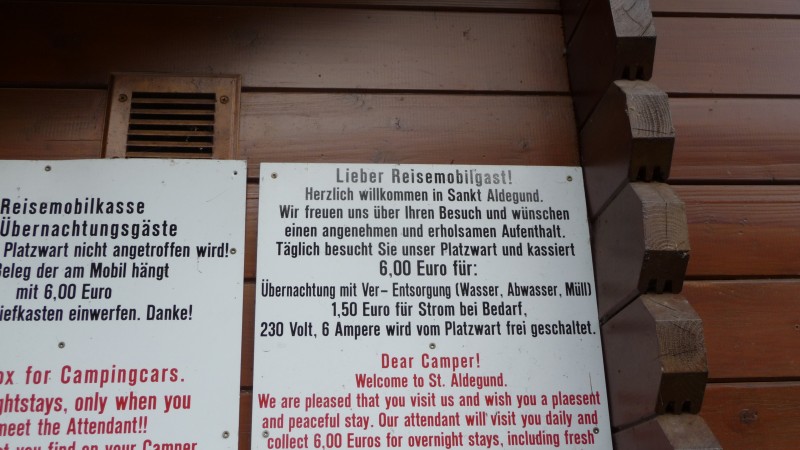 Reisemobilkasse
Übernachtungsgäste
Platzwart nicht angetroffen wird!
Beleg der am Mobil hängt
mit 6,00 Euro
einwerfen. Danke!
for Campingcars.
only when you
meet the Attendant!!
you find on your Camper
Lieber Reisemobilgast!
Herzlich willkommen in Sankt Aldegund.
Wir freuen uns über Ihren Besuch und wünschen
einen angenehmen und erholsamen Aufenthalt.
Täglich besucht Sie unser Platzwart und kassiert
6,00 Euro für:
Übernachtung mit Ver- Entsorgung (Wasser, Abwasser, Müll)
1,50 Euro für Strom bei Bedarf,
230 Volt, 6 Ampere wird vom Platzwart frei geschaltet.
Dear Camper!
Welcome to St. Aldegund.
We are pleased that you visit us and wish you a plaesent
and peaceful stay. Our attendant will visit you daily and
collect 6,00 Euros for overnight stays, including fresh